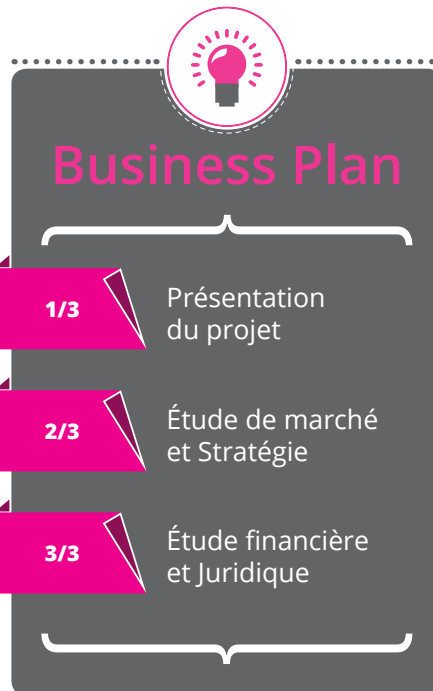 Business Plan
1/3
Présentation
du projet
2/3
Étude de marché
et Stratégie
3/3
Étude financière
et Juridique